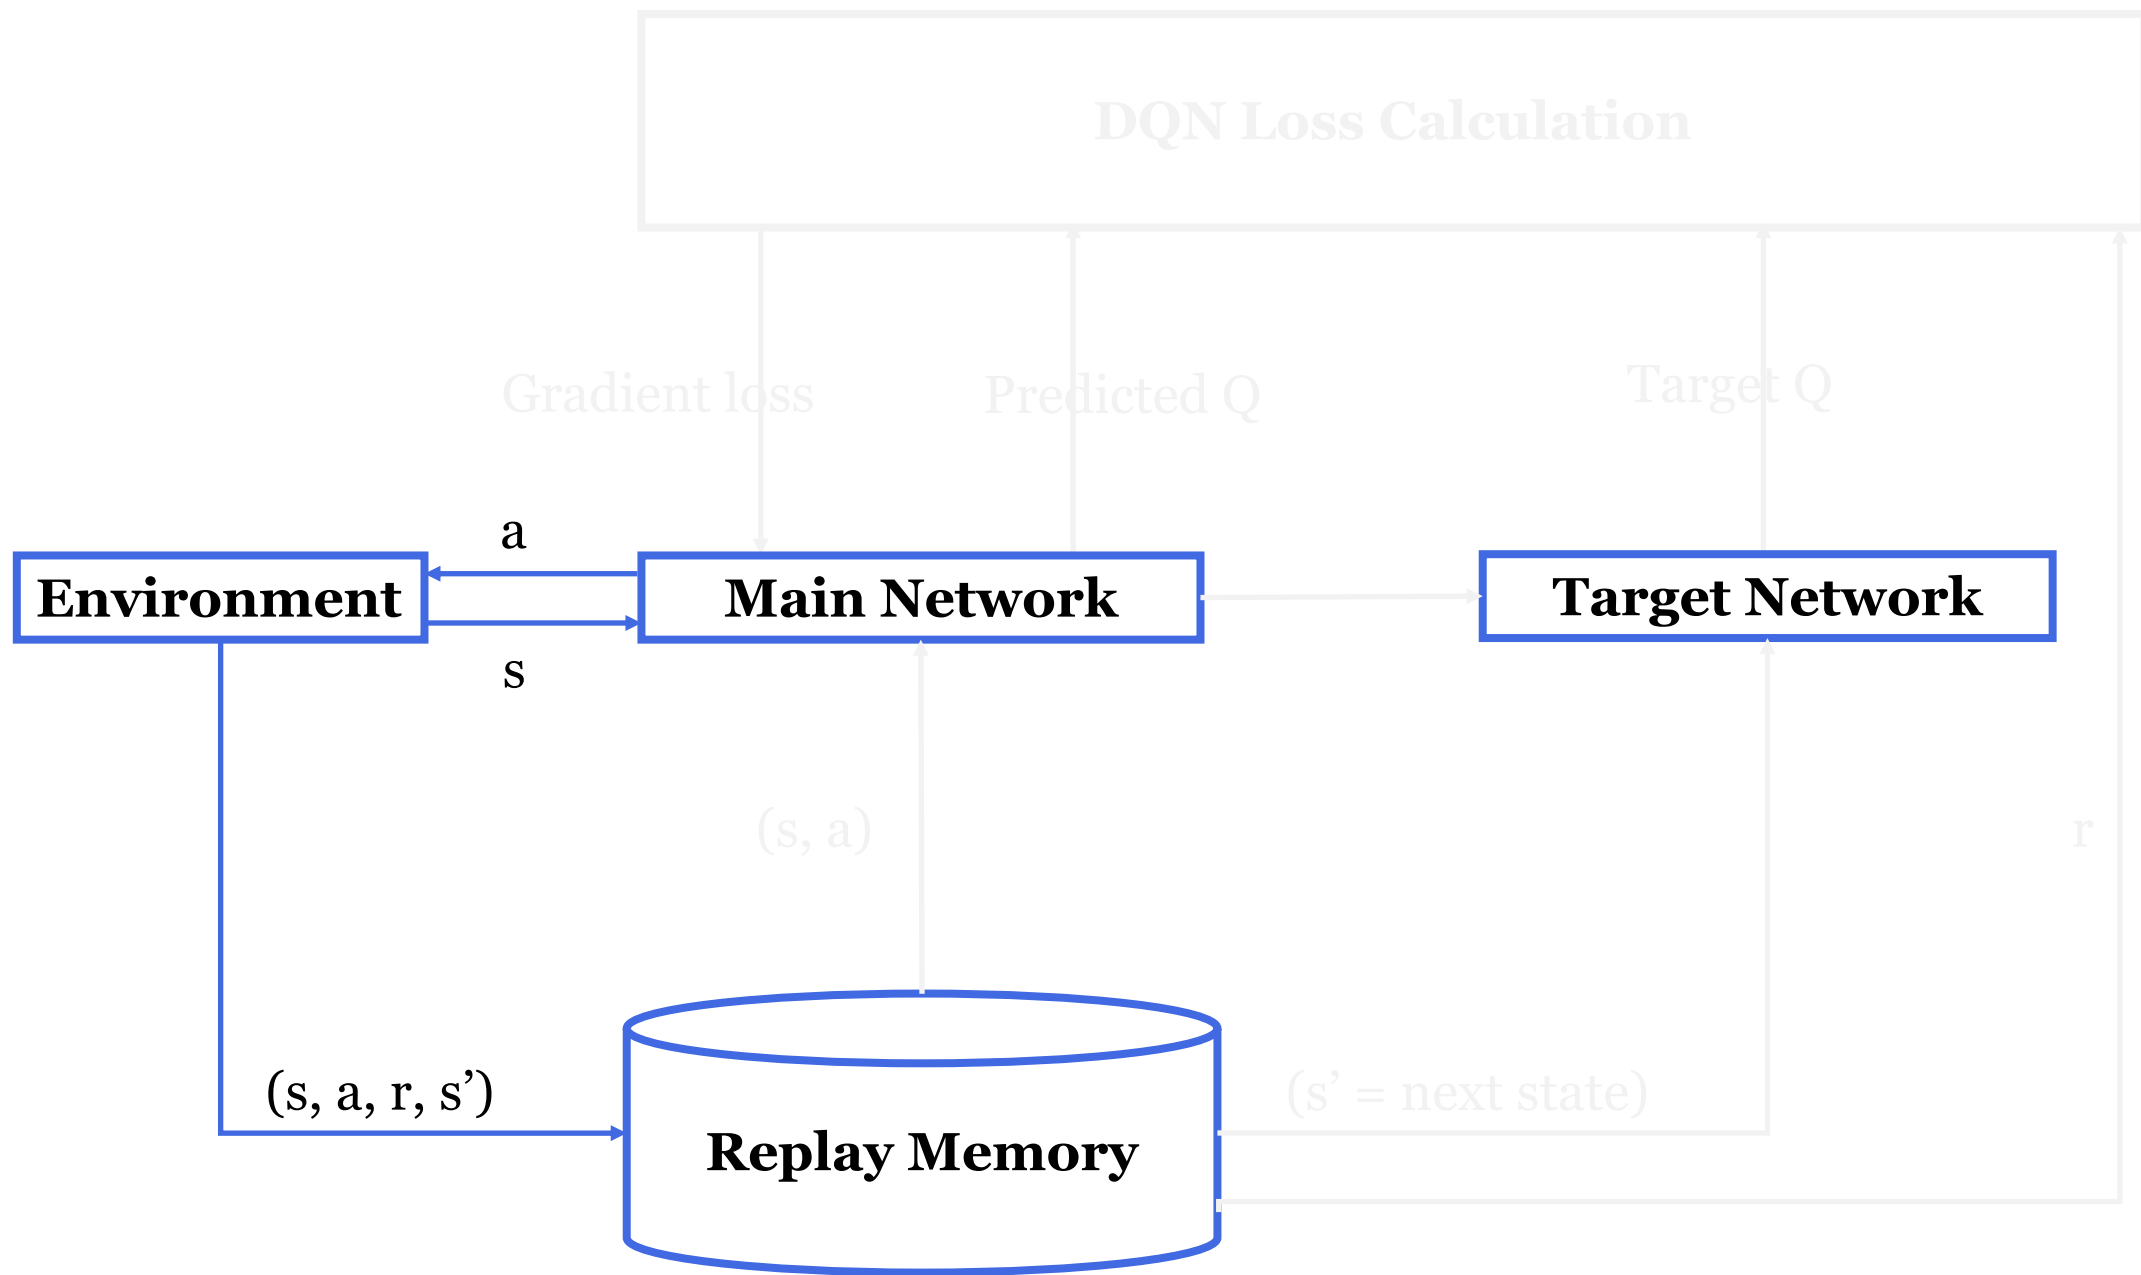 DQN Loss Calculation
Gradient loss
Predicted Q
Target Q
a
Environment
Main Network
Target Network
s
(s, a)
r
(s, a, r, s’)
(s’ = next state)
Replay Memory